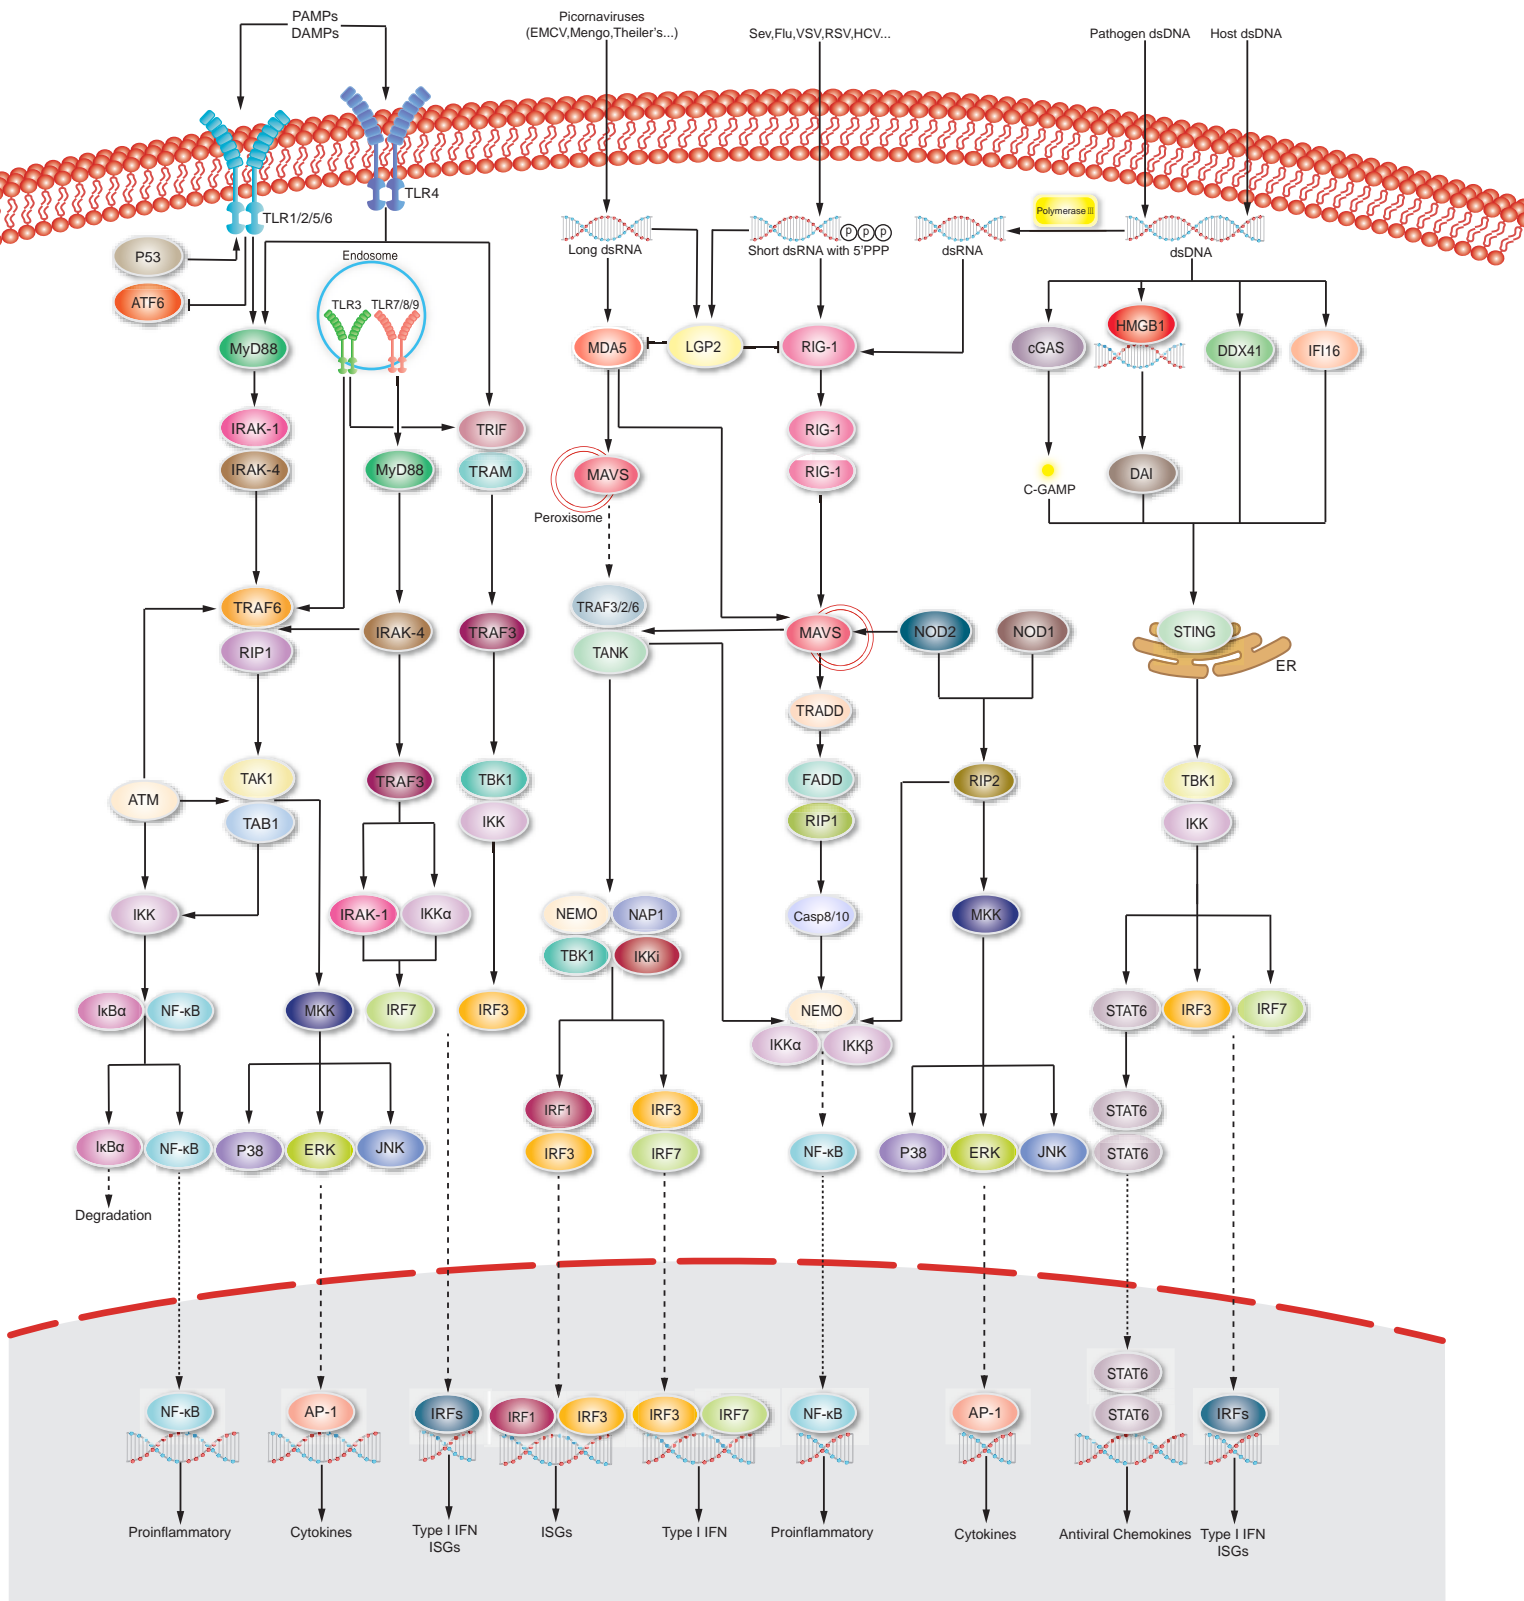 PAMPs
DAMPs
Picornaviruses
(EMCV,Mengo,Theiler's...)
Sev,Flu,VSV,RSV,HCV...
Pathogen dsDNA
Host dsDNA
TLR4
TLR1/2/5/6
Polymerase III
P P P
P53
Endosome
Long dsRNA
Short dsRNA with 5'PPP
dsRNA
dsDNA
ATF6
TLR3
TLR7/8/9
HMGB1
MyD88
MDA5
LGP2
RIG-1
cGAS
DDX41
IFI16
IRAK-1
TRIF
RIG-1
IRAK-4
MyD88
TRAM
MAVS
RIG-1
DAI
C-GAMP
Peroxisome
TRAF6
TRAF3/2/6
IRAK-4
TRAF3
MAVS
NOD2
NOD1
STING
RIP1
TANK
ER
TRADD
TAK1
TRAF3
TBK1
FADD
RIP2
TBK1
ATM
TAB1
IKK
RIP1
IKK
IKK
IRAK-1
IKKα
NEMO
NAP1
Casp8/10
MKK
TBK1
IKKi
IκBα
NF-κB
MKK
IRF7
IRF3
NEMO
STAT6
IRF3
IRF7
IKKα
IKKβ
IRF1
IRF3
STAT6
IκBα
NF-κB
P38
ERK
JNK
IRF3
IRF7
NF-κB
P38
ERK
JNK
STAT6
Degradation
STAT6
NF-κB
AP-1
IRFs
IRF1
IRF3
IRF3
IRF7
NF-κB
AP-1
STAT6
IRFs
Proinflammatory
Cytokines
Type I IFN
ISGs
ISGs
Type I IFN
Proinflammatory
Cytokines
Antiviral Chemokines
Type I IFN
ISGs